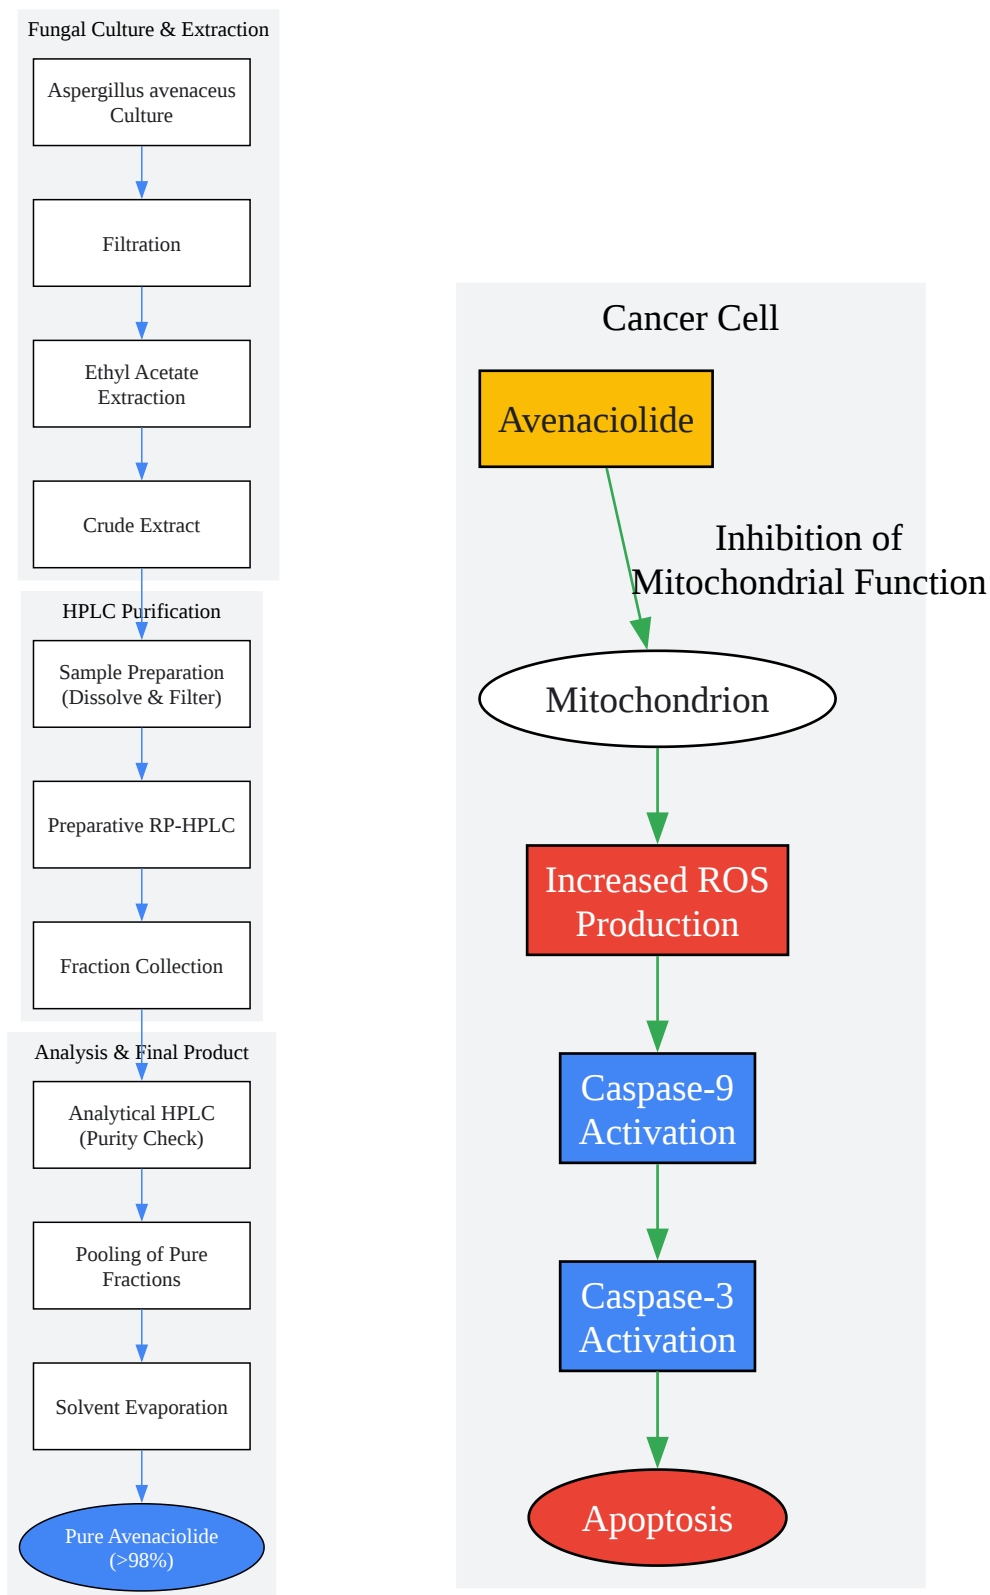 Fungal Culture & Extraction
Aspergillus avenaceus
Culture
Filtration
Ethyl Acetate
Extraction
Crude Extract
HPLC Purification
Sample Preparation
(Dissolve & Filter)
Preparative RP-HPLC
Fraction Collection
Analysis & Final Product
Analytical HPLC
(Purity Check)
Pooling of Pure
Fractions
Solvent Evaporation
Pure Avenaciolide
(>98%)
Cancer Cell
Avenaciolide
Inhibition of
Mitochondrial Function
Mitochondrion
Increased ROS
Production
Caspase-9
Activation
Caspase-3
Activation
Apoptosis